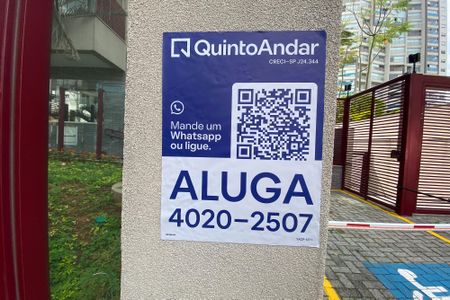 QuintoAndar
CRECI-SP J24.344
Mande um
Whatsapp
ou ligue.
ALUGA
4020-2507